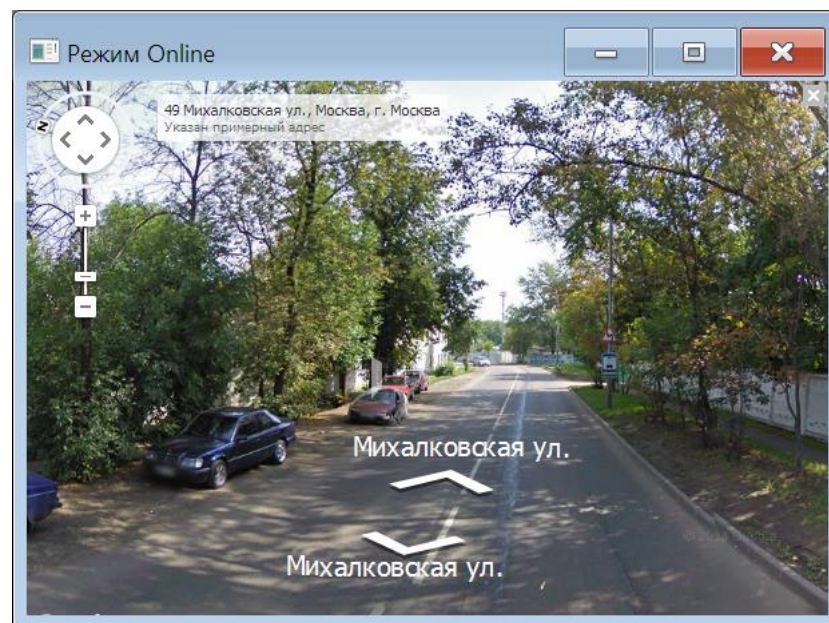 Режим Online
49 Михалковская ул., Москва, г. Москва
Указан примерный адрес
Михалковская ул.
Михалковская ул.